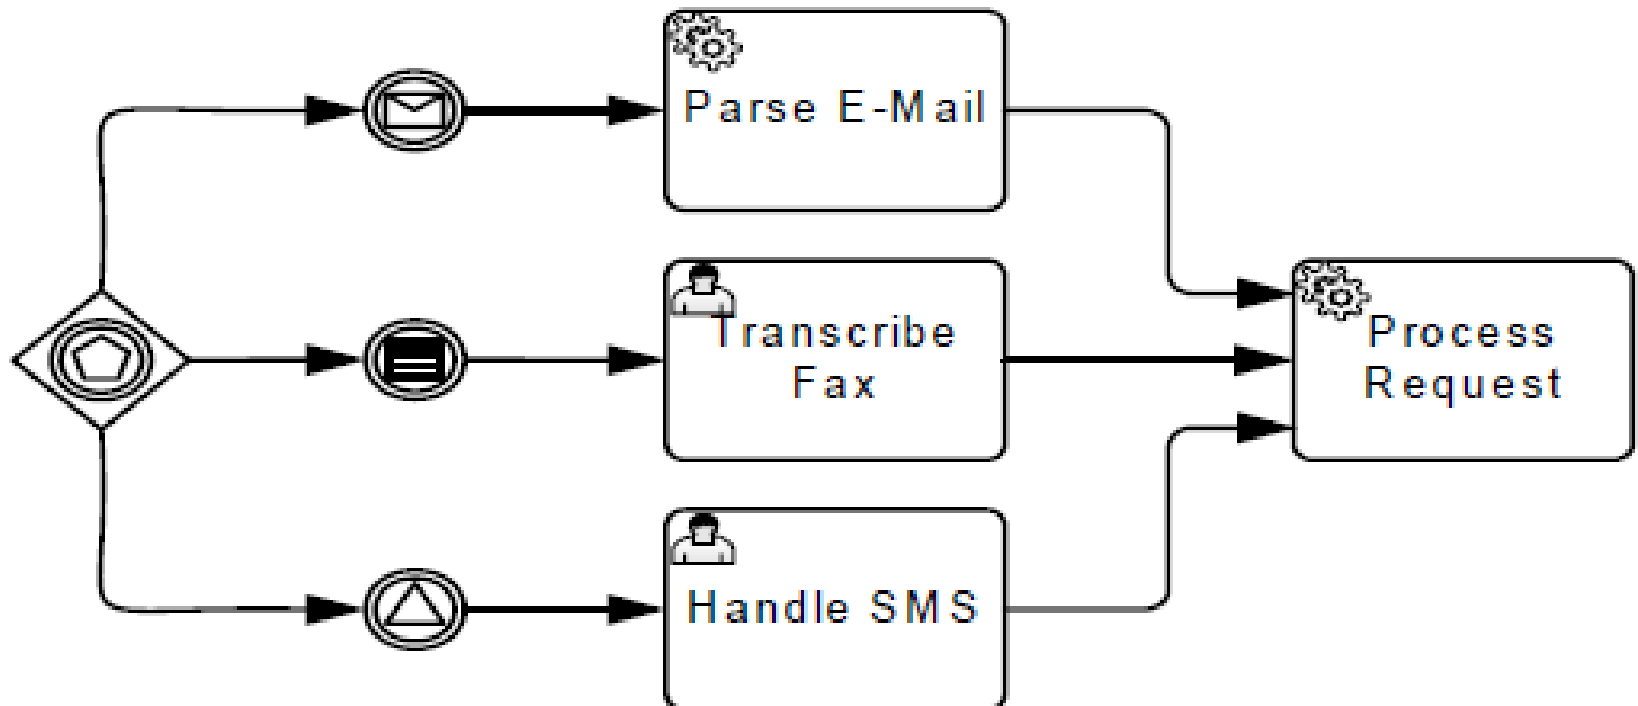 Parse E-Mail
Transcribe
Fax
Handle SMS
Process
Request